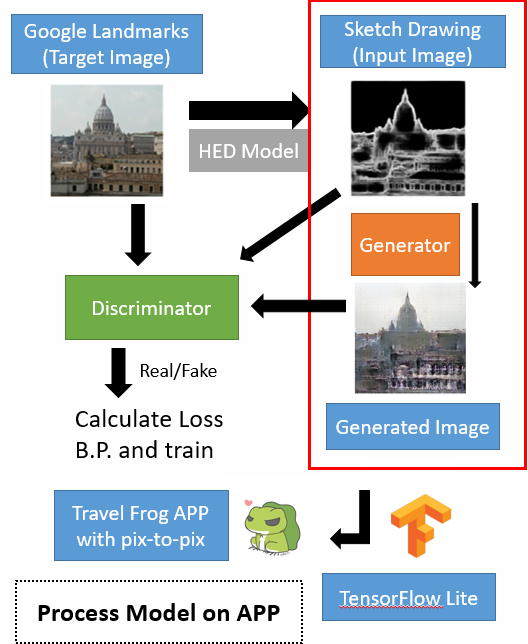 Google Landmarks
(Target Image)
Sketch Drawing
(Input Image)
HED Model
Generator
Discriminator
Real/Fake
Calculate Loss
B.P. and train
Generated Image
Travel Frog APP
with pix-to-pix
TensorFlow Lite
Process Model on APP